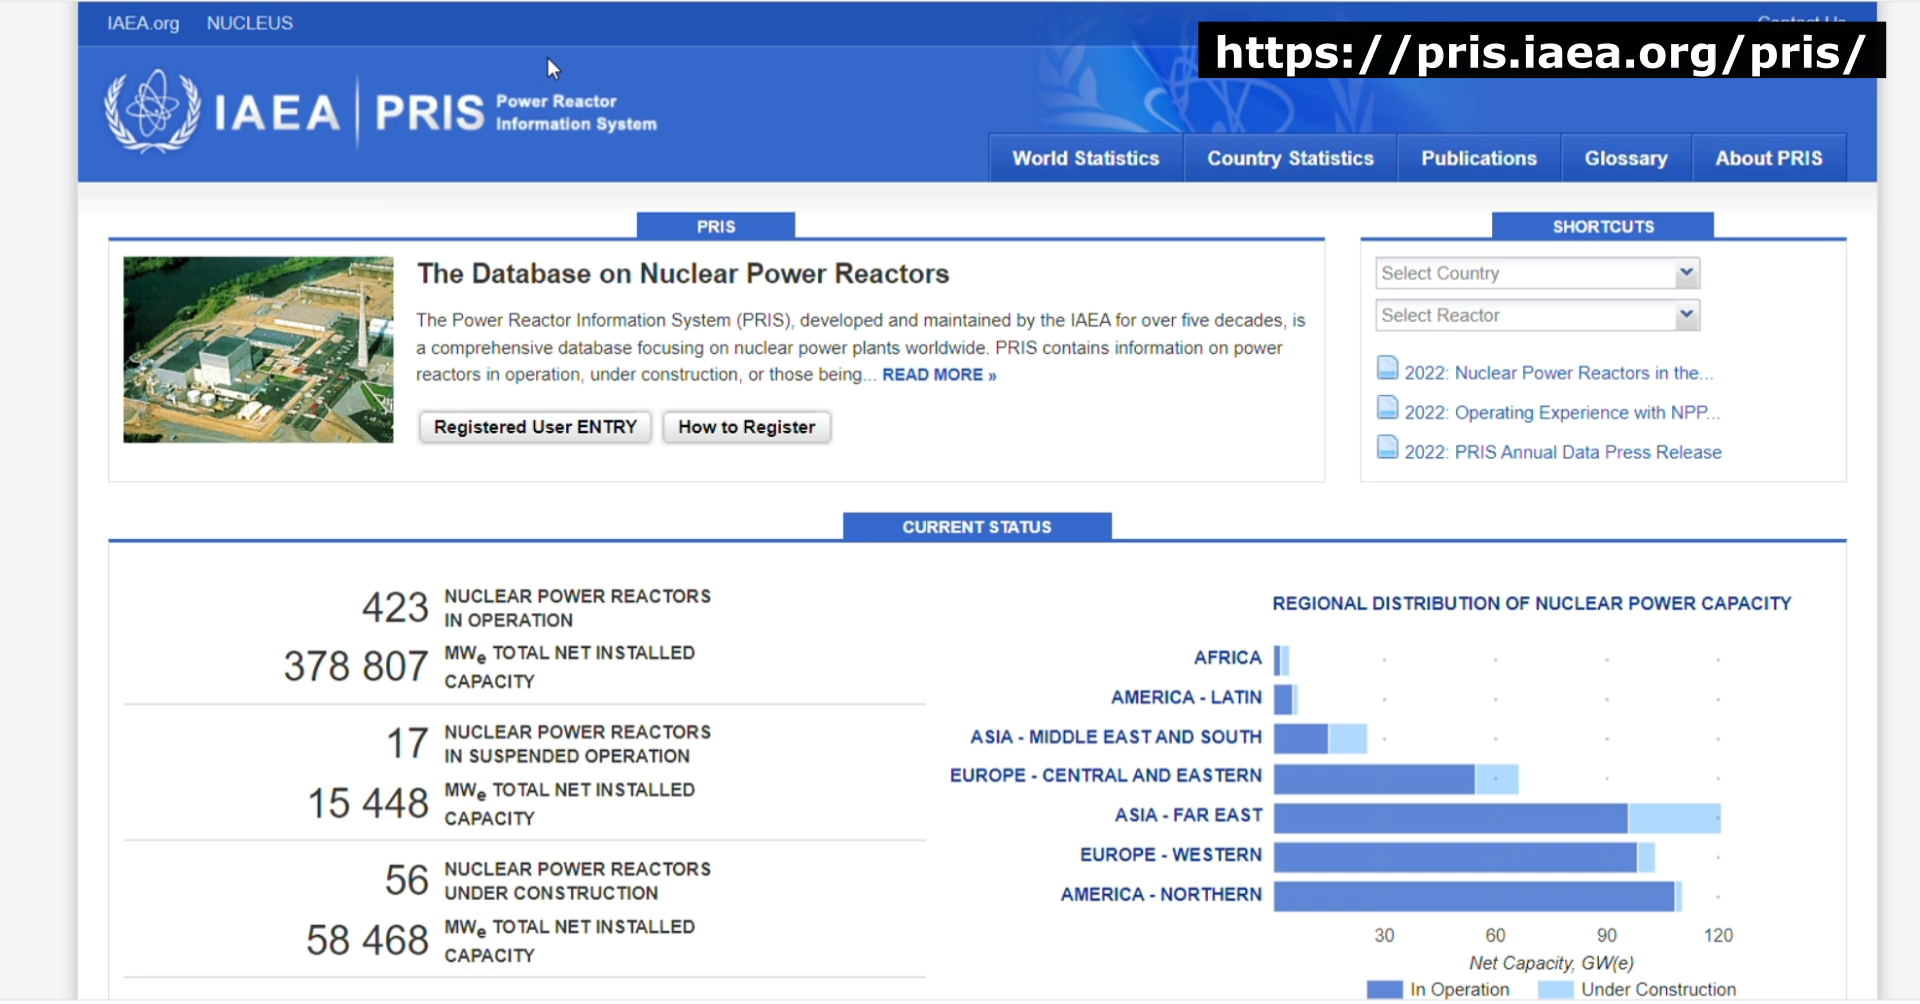 IAEA.org NUCLEUS
https://pris.iaea.org/pris/
IAEA PRIS Power Reactor
Information System
World Statistics Country Statistics Publications Glossary About PRIS
PRIS
The Database on Nuclear Power Reactors
The Power Reactor Information System (PRIS), developed and maintained by the IAEA for over five decades, is
a comprehensive database focusing on nuclear power plants worldwide. PRIS contains information on power
reactors in operation, under construction, or those being... READ MORE »
Registered User ENTRY How to Register
SHORTCUTS
Select Country
Select Reactor
2022: Nuclear Power Reactors in the...
2022: Operating Experience with NPP...
2022: PRIS Annual Data Press Release
CURRENT STATUS
423 NUCLEAR POWER REACTORS
IN OPERATION
378 807 MWe TOTAL NET INSTALLED
CAPACITY
17 NUCLEAR POWER REACTORS
IN SUSPENDED OPERATION
15 448 MWe TOTAL NET INSTALLED
CAPACITY
56 NUCLEAR POWER REACTORS
UNDER CONSTRUCTION
58 468 MWe TOTAL NET INSTALLED
CAPACITY
REGIONAL DISTRIBUTION OF NUCLEAR POWER CAPACITY
AFRICA
AMERICA - LATIN
ASIA - MIDDLE EAST AND SOUTH
EUROPE - CENTRAL AND EASTERN
ASIA - FAR EAST
EUROPE - WESTERN
AMERICA - NORTHERN
30 60 90 120
Net Capacity, GW(e)
In Operation Under Construction